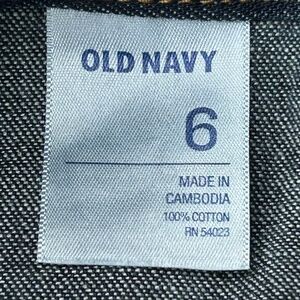 OLD NAVY
6
MADE IN
CAMBODIA
100% COTTON
RN 54023